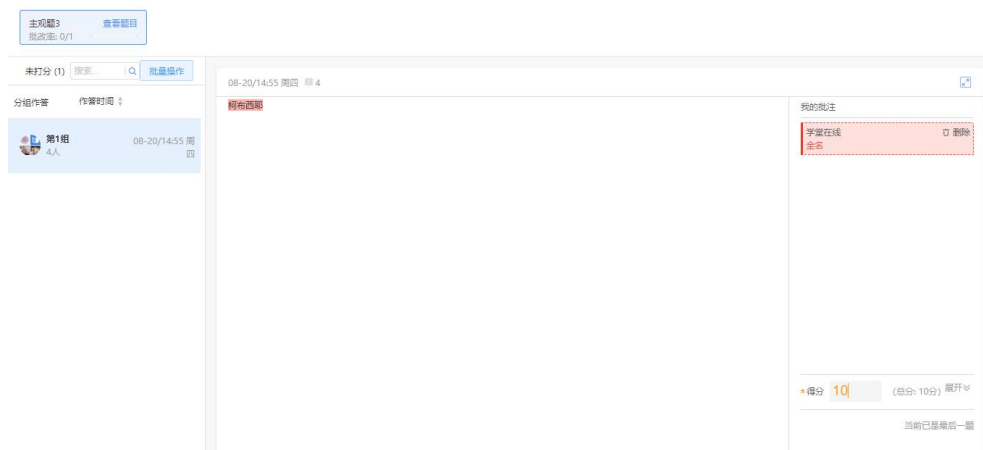 主观题3 查看题目
批改率: 0/1
未打分 (1) 搜索... 批量操作
分组作答 作答时间
第1组 08-20/14:55 周四
4人
08-20/14:55 周四 4
柯布西耶
我的批注
学堂在线 删除
全名
*得分 10 (总分: 10分) 展开
当前已是最后一题